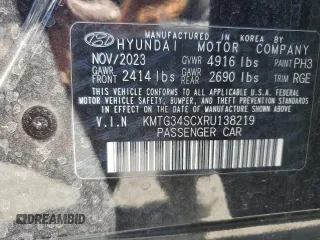 MANUFACTURED IN KOREA BY
HYUNDAI MOTOR COMPANY
NOV/2023 GVWR 4916 lbs PAINT PH3
GAWR FRONT 2414 lbs GAWR REAR 2690 lbs TRIM RGE
THIS VEHICLE CONFORMS TO ALL APPLICABLE U.S. FEDERAL MOTOR VEHICLE
SAFETY, BUMPER, AND THEFT PREVENTION STANDARDS IN
EFFECT ON THE DATE OF MANUFACTURE SHOWN ABOVE.
V.I.N KMTG34SCXRU138219
PASSENGER CAR
© DREAMBID